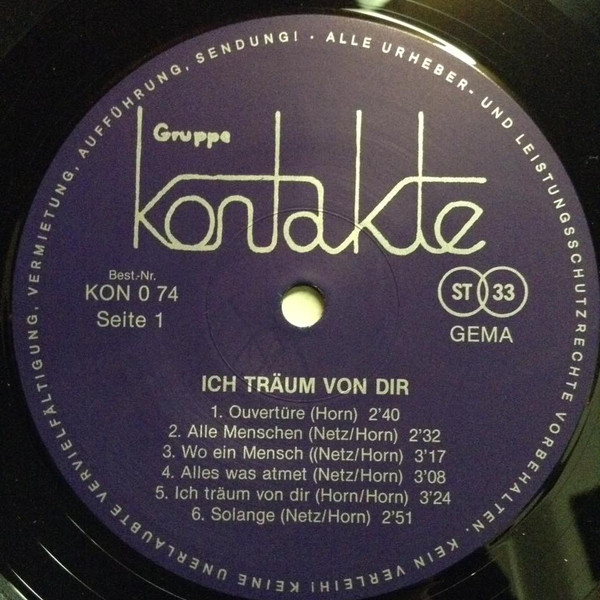 KEINE UNERLAUBTE VERVIELFÄLTIGUNG, VERMIETUNG, AUFFÜHRUNG, SENDUNG! · ALLE URHEBER- UND LEISTUNGSSCHUTZRECHTE VORBEHALTEN. KEIN VERLEIH!
Gruppe
kontakte
Best.-Nr.
KON 0 74
Seite 1
ST 33
GEMA
ICH TRÄUM VON DIR
1. Ouvertüre (Horn) 2'40
2. Alle Menschen (Netz/Horn) 2'32
3. Wo ein Mensch ((Netz/Horn) 3'17
4. Alles was atmet (Netz/Horn) 3'08
5. Ich träum von dir (Horn/Horn) 3'24
6. Solange (Netz/Horn) 2'51